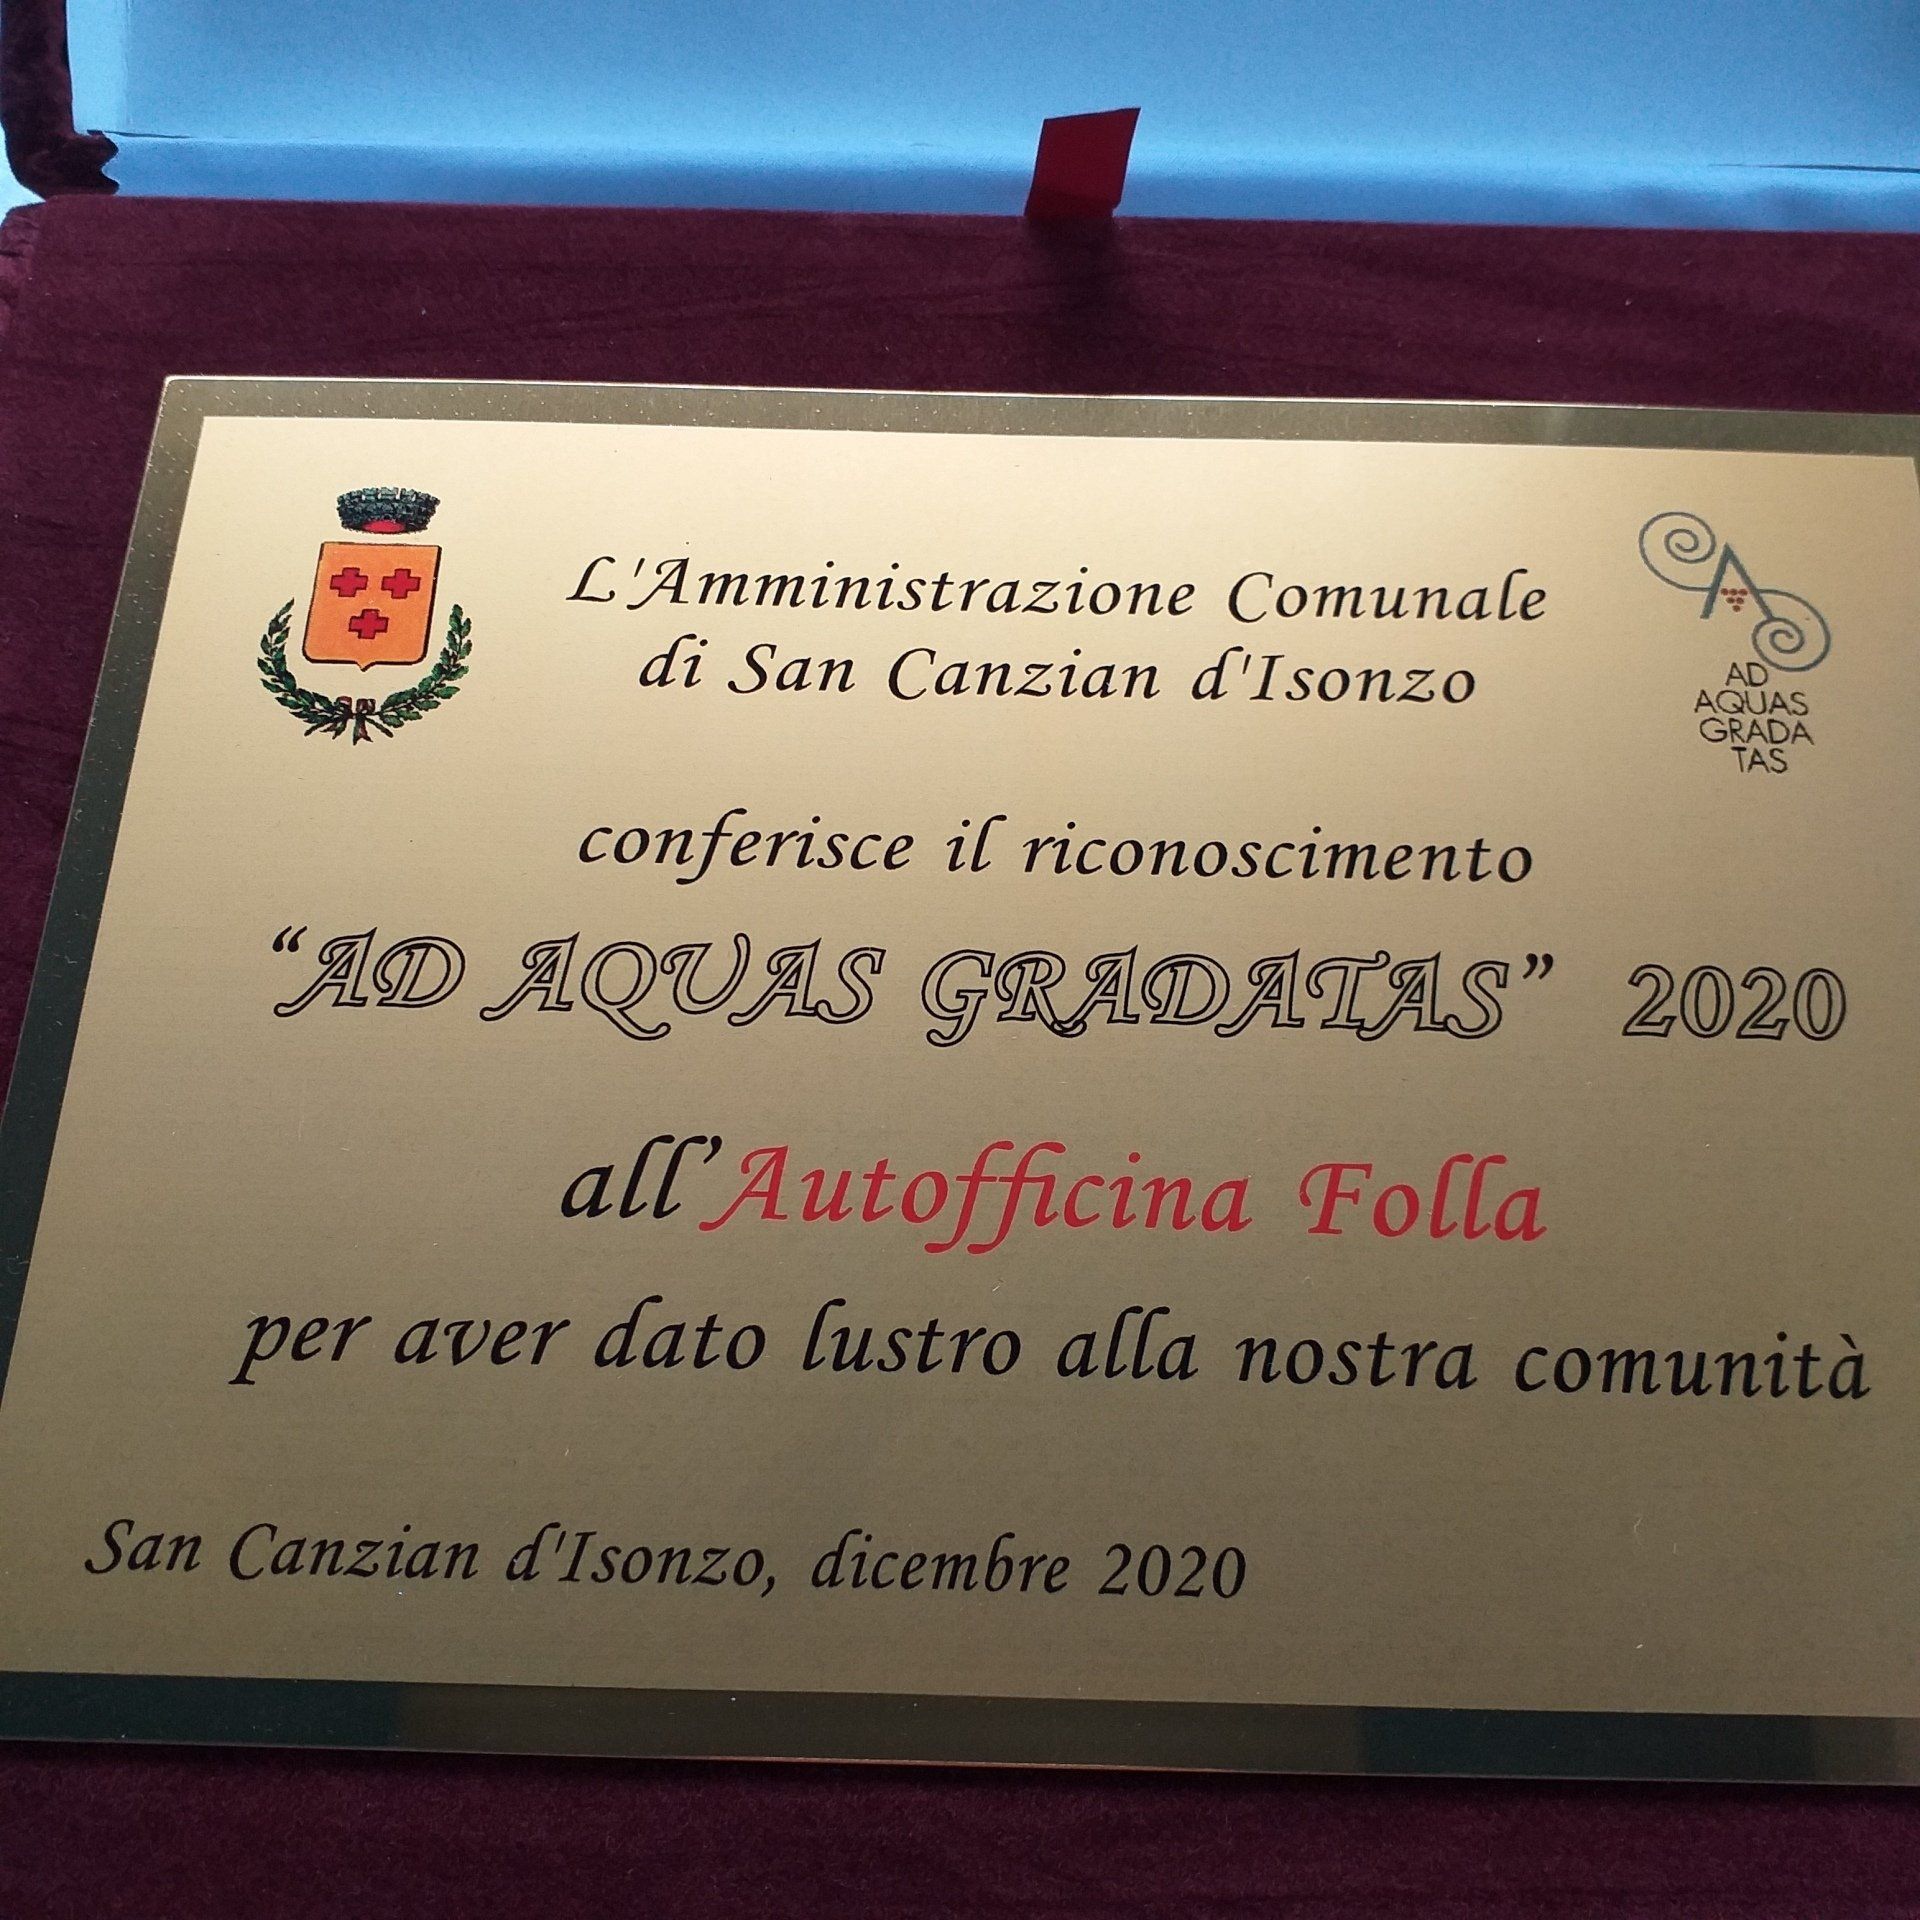 L'Amministrazione Comunale
di San Canzian d'Isonzo
AD
AQUAS
GRADA
TAS
conferisce il riconoscimento
“AD AQUAS GRADATAS” 2020
all’Autofficina Folla
per aver dato lustro alla nostra comunità
San Canzian d'Isonzo, dicembre 2020